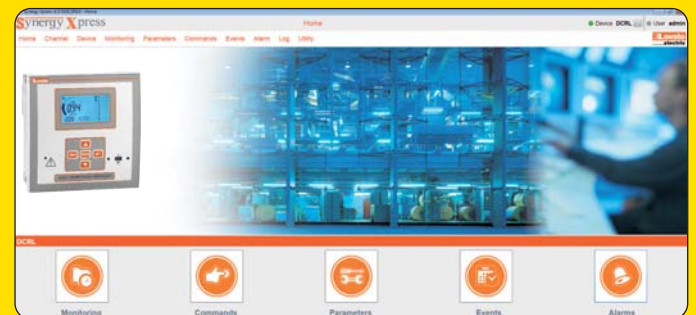 Synergy Xpress
Home
Device DCRL
User admin
Home Channel Device Monitoring Parameters Commands Events Alarm Log Utility
Lovato
electric
DCRL
Monitoring
Commands
Parameters
Events
Alarms